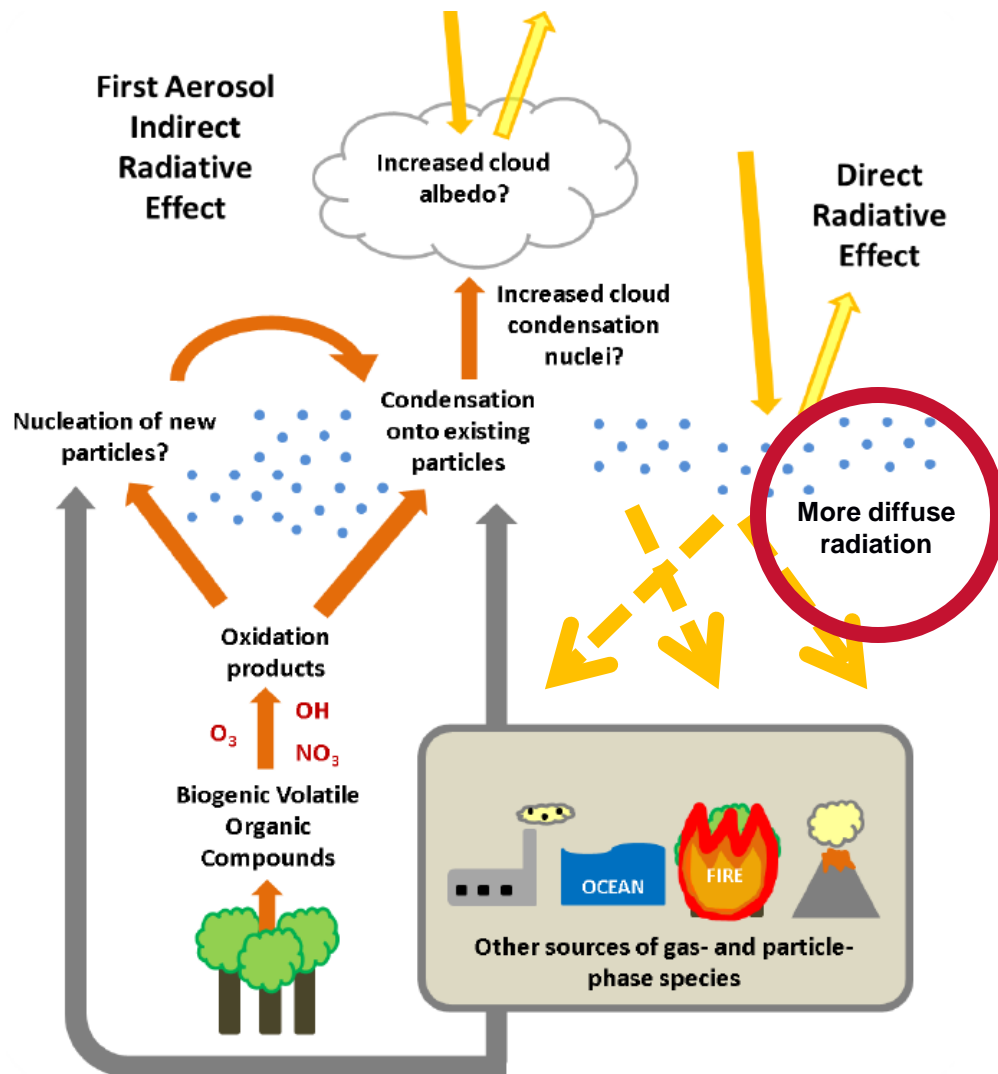 First Aerosol
Indirect
Radiative
Effect
Increased cloud
albedo?
Direct
Radiative
Effect
Increased cloud
condensation
nuclei?
Nucleation of new
particles?
Condensation
onto existing
particles
More diffuse
radiation
Oxidation
products
O₃
OH
NO₃
Biogenic Volatile
Organic
Compounds
OCEAN
FIRE
Other sources of gas- and particle-
phase species